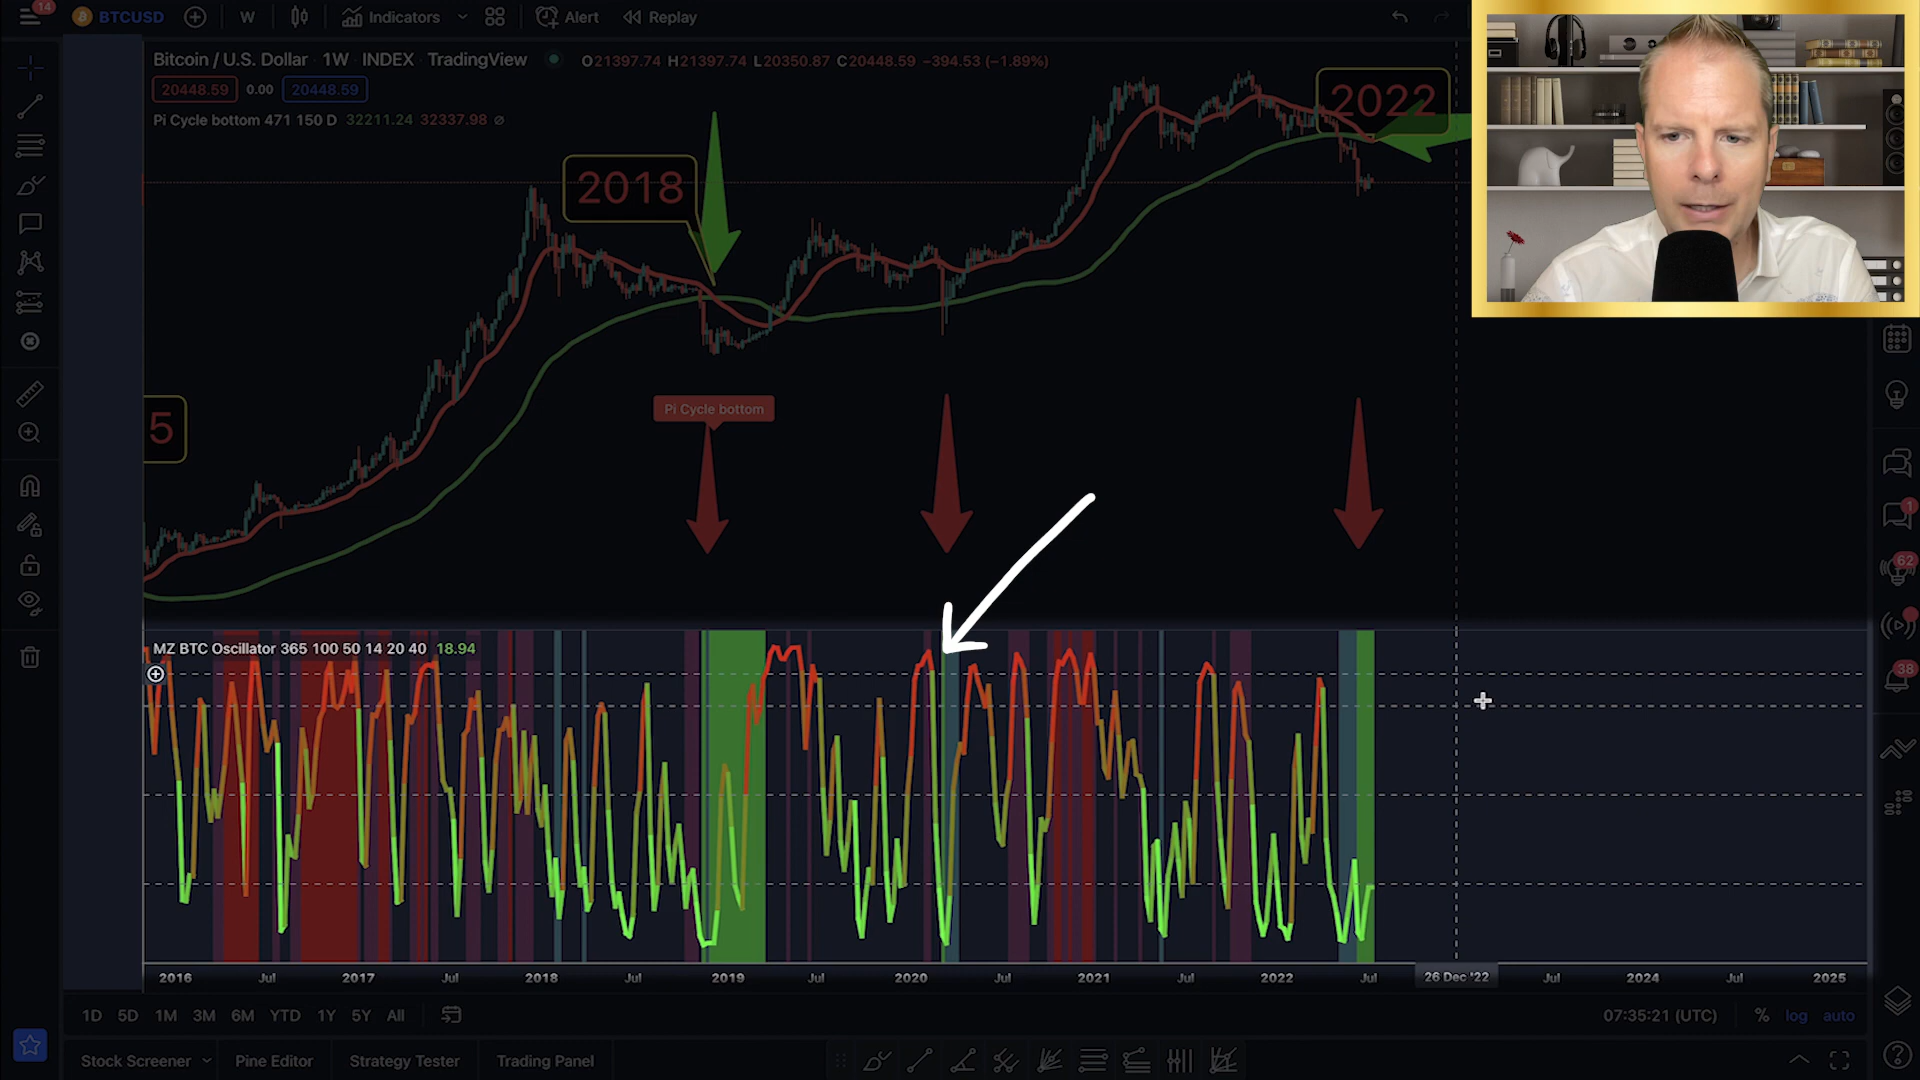 14
BTCUSD
W
Indicators
Alert
Replay
Bitcoin / U.S. Dollar 1W INDEX TradingView O21397.74 H21397.74 L20350.87 C20448.59 −394.53 (−1.89%)
20448.59 0.00 20448.59
Pi Cycle bottom 471 150 D 32211.24 32337.98 ∅
2022
2018
5
Pi Cycle bottom
1
62
38
MZ BTC Oscillator 365 100 50 14 20 40 18.94
2016 Jul 2017 Jul 2018 Jul 2019 Jul 2020 Jul 2021 Jul 2022 Jul 26 Dec '22 Jul 2024 Jul 2025
1D 5D 1M 3M 6M YTD 1Y 5Y All
07:35:21 (UTC) % log auto
Stock Screener Pine Editor Strategy Tester Trading Panel